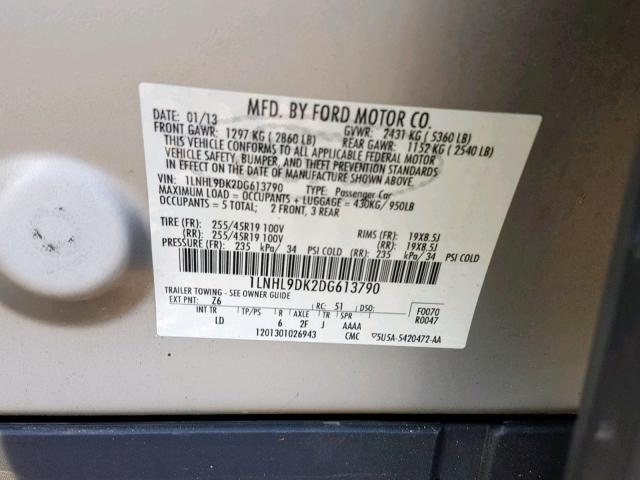 MFD. BY FORD MOTOR CO.
DATE: 01/13 GVWR: 2431 KG ( 5360 LB)
FRONT GAWR: 1297 KG ( 2860 LB) REAR GAWR: 1152 KG ( 2540 LB)
THIS VEHICLE CONFORMS TO ALL APPLICABLE FEDERAL MOTOR
VEHICLE SAFETY, BUMPER, AND THEFT PREVENTION STANDARDS
IN EFFECT ON THE DATE OF MANUFACTURE SHOWN ABOVE.
VIN: 1LNHL9DK2DG613790 TYPE: Passenger Car
MAXIMUM LOAD = OCCUPANTS + LUGGAGE = 430KG/ 950LB
OCCUPANTS = 5 TOTAL; 2 FRONT, 3 REAR
TIRE (FR): 255/45R19 100V RIMS (FR): 19X8.5J
(RR): 255/45R19 100V (RR): 19X8.5J
PRESSURE (FR): 235 kPa/ 34 PSI COLD (RR): 235 kPa/ 34 PSI COLD
1LNHL9DK2DG613790
TRAILER TOWING - SEE OWNER GUIDE
EXT PNT: Z6 RC: 51 DSO: F0070
R0047
INT TR TP/PS R AXLE TR SPR
LD 6 2F J AAAA
1201301026943 CMC 5U5A-5420472-AA